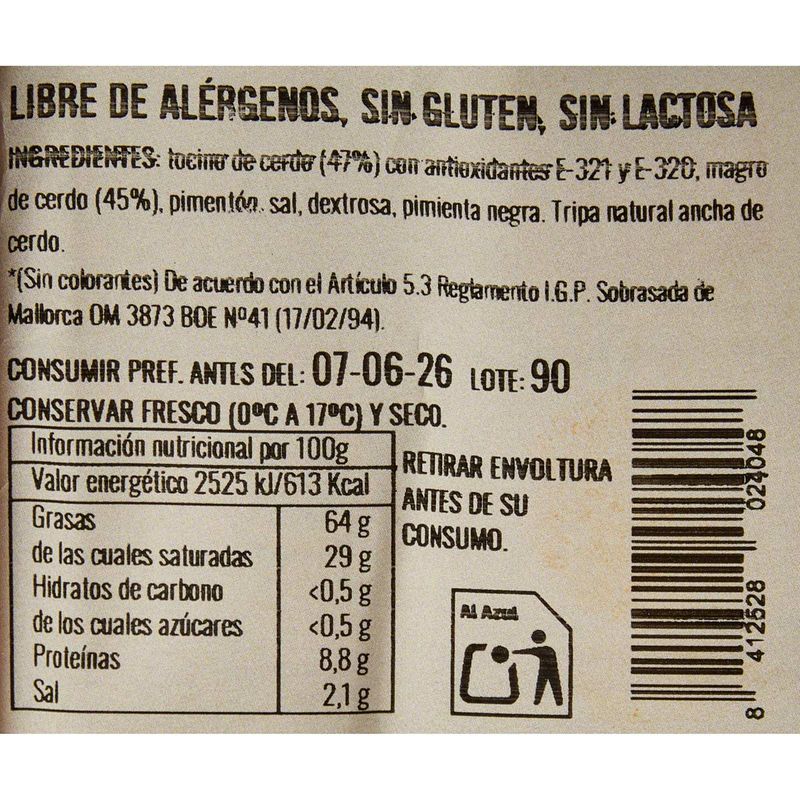 LIBRE DE ALÉRGENOS, SIN GLUTEN, SIN LACTOSA
INGREDIENTES: tocino de cerdo (47%) con antioxidantes E-321 y E-320, magro
de cerdo (45%), pimentón, sal, dextrosa, pimienta negra. Tripa natural ancha de
cerdo.
*(Sin colorantes) De acuerdo con el Artículo 5.3 Reglamento I.G.P. Sobrasada de
Mallorca OM 3873 BOE Nº41 (17/02/94).
CONSUMIR PREF. ANTES DEL: 07-06-26 LOTE: 90
CONSERVAR FRESCO (0ºC A 17ºC) Y SECO.
Información nutricional por 100g
Valor energético 2525 kJ/613 Kcal
Grasas 64 g
de las cuales saturadas 29 g
Hidratos de carbono <0,5 g
de los cuales azúcares <0,5 g
Proteínas 8,8 g
Sal 2,1 g
RETIRAR ENVOLTURA
ANTES DE SU
CONSUMO.
Al Azul
8 412528 024048